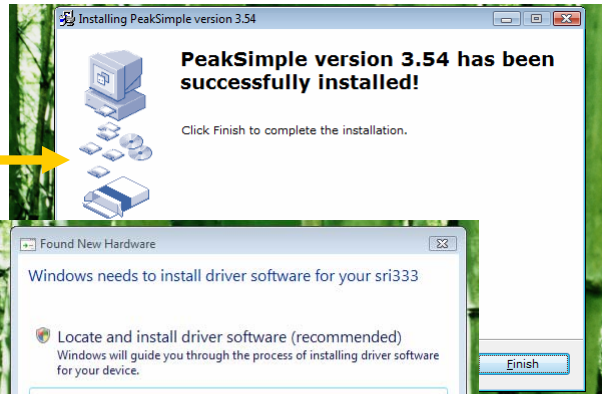 Installing PeakSimple version 3.54
PeakSimple version 3.54 has been
successfully installed!
Click Finish to complete the installation.
Found New Hardware
Windows needs to install driver software for your sri333
Locate and install driver software (recommended)
Windows will guide you through the process of installing driver software
for your device.
Finish